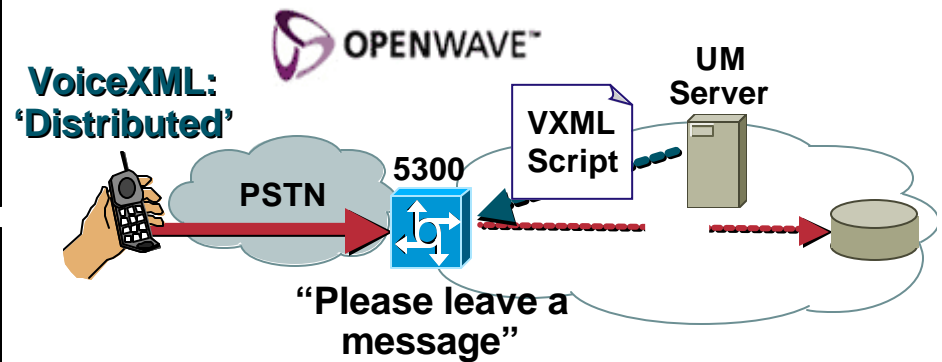 OPENWAVE™
VoiceXML:
'Distributed'
UM
Server
VXML
Script
5300
PSTN
“Please leave a
message”